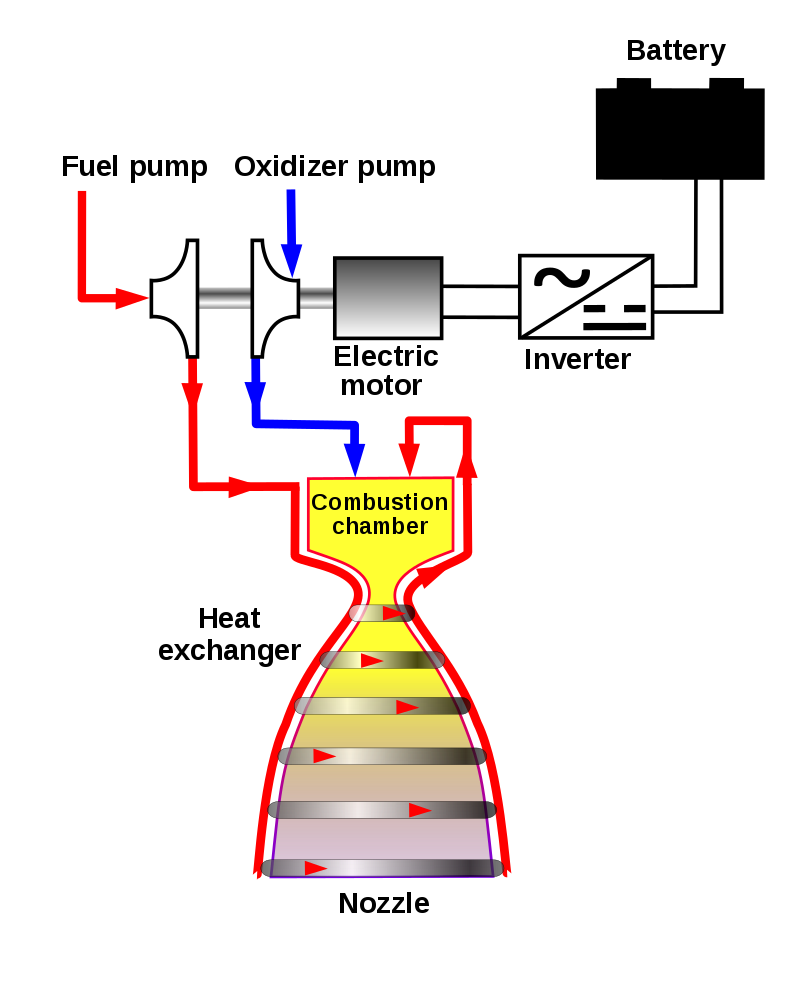 Battery
Fuel pump
Oxidizer pump
Electric
motor
Inverter
Combustion
chamber
Heat
exchanger
Nozzle